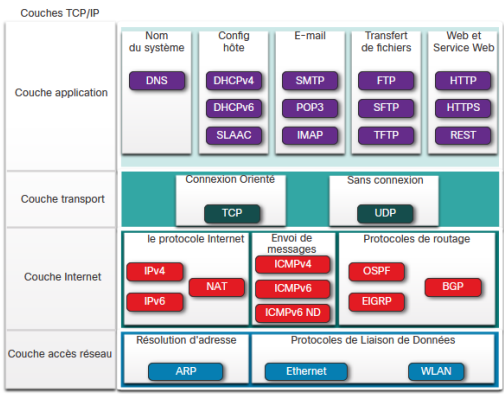 Couches TCP/IP
Couche application
Nom
du système
DNS
Config
hôte
DHCPv4
DHCPv6
SLAAC
E-mail
SMTP
POP3
IMAP
Transfert
de fichiers
FTP
SFTP
TFTP
Web et
Service Web
HTTP
HTTPS
REST
Couche transport
Connexion Orienté
TCP
Sans connexion
UDP
Couche Internet
le protocole Internet
IPv4
NAT
IPv6
Envoi de
messages
ICMPv4
ICMPv6
ICMPv6 ND
Protocoles de routage
OSPF
BGP
EIGRP
Couche accès réseau
Résolution d'adresse
ARP
Protocoles de Liaison de Données
Ethernet
WLAN